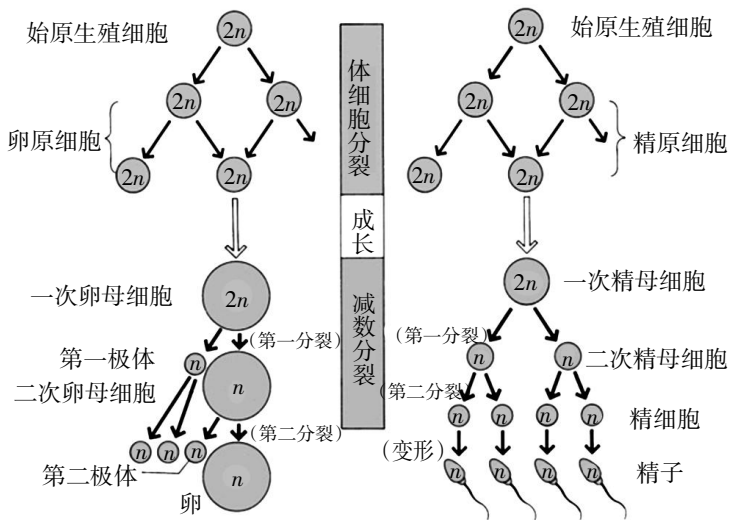 始原生殖细胞
2n
2n
2n
卵原细胞
2n
2n
一次卵母细胞
2n
(第一分裂)
第一极体
n
二次卵母细胞
n
(第二分裂)
n
n
n
第二极体
卵
n
体细胞分裂
成长
减数分裂
始原生殖细胞
2n
2n
2n
精原细胞
2n
2n
一次精母细胞
2n
(第一分裂)
n
n
二次精母细胞
(第二分裂)
n
n
n
n
精细胞
(变形)
n
n
n
n
精子